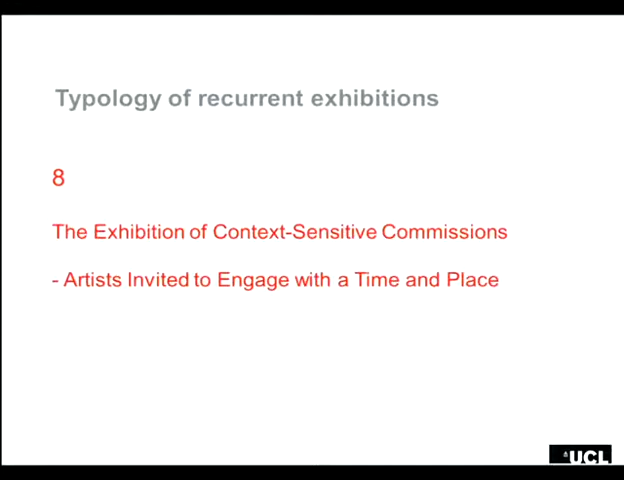 Typology of recurrent exhibitions
8
The Exhibition of Context-Sensitive Commissions
- Artists Invited to Engage with a Time and Place
UCL